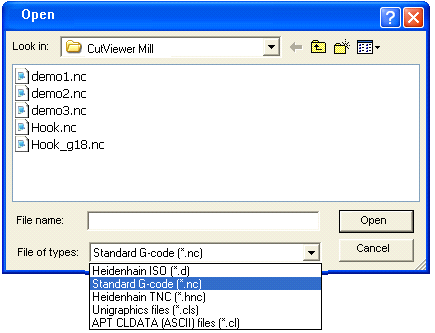 Open
Look in: CutViewer Mill
demo1.nc
demo2.nc
demo3.nc
Hook.nc
Hook_g18.nc
File name: Open
File of types: Standard G-code (*.nc) Cancel
Heidenhain ISO (*.d)
Standard G-code (*.nc)
Heidenhain TNC (*.hnc)
Unigraphics files (*.cls)
APT CLDATA (ASCII) files (*.cl)